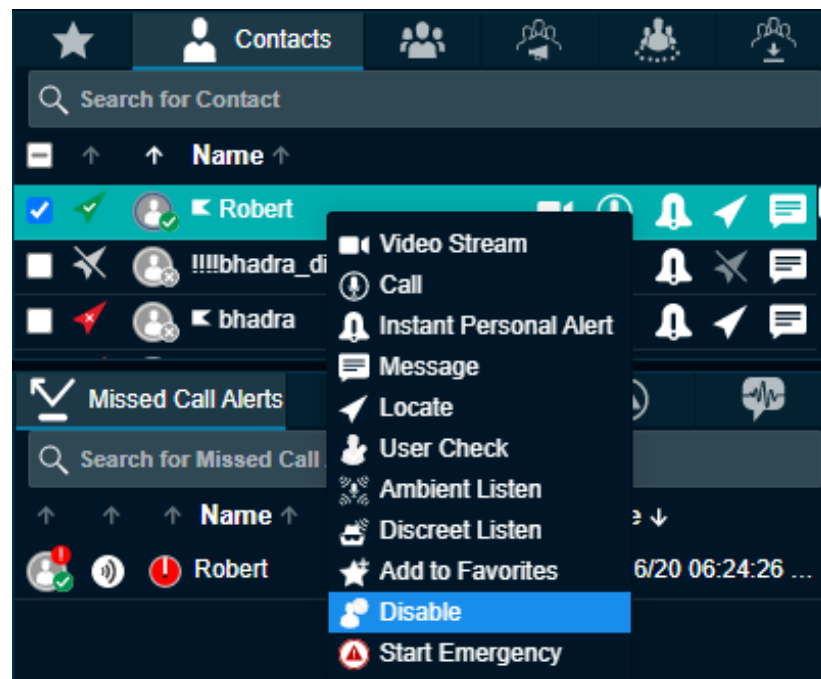 Contacts
Search for Contact
Name
Robert
!!!!bhadra_di
bhadra
Video Stream
Call
Instant Personal Alert
Message
Locate
User Check
Ambient Listen
Discreet Listen
Add to Favorites
Disable
Start Emergency
Missed Call Alerts
Search for Missed Call
Name
Robert 6/20 06:24:26 ...